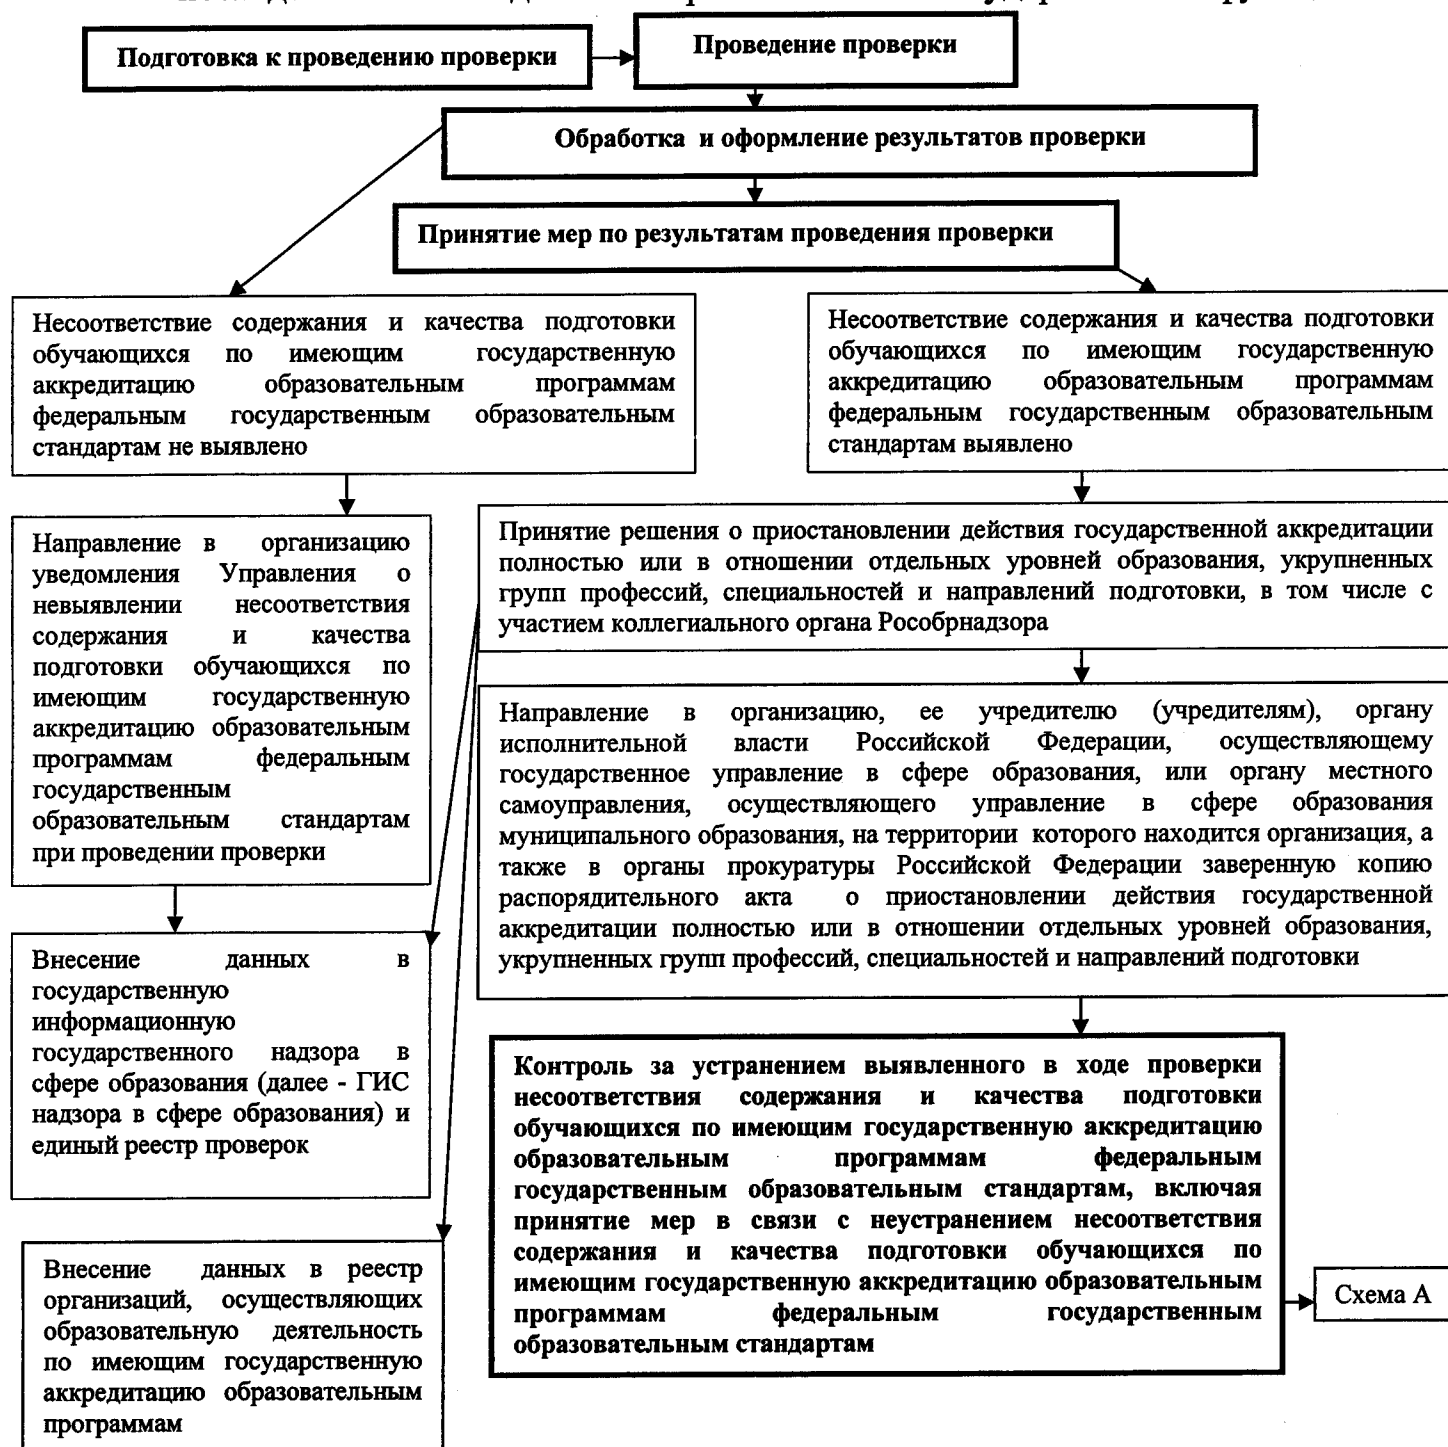 Подготовка к проведению проверки
Проведение проверки
Обработка и оформление результатов проверки
Принятие мер по результатам проведения проверки
Несоответствие содержания и качества подготовки
обучающихся по имеющим государственную
аккредитацию образовательным программам
федеральным государственным образовательным
стандартам не выявлено
Несоответствие содержания и качества подготовки
обучающихся по имеющим государственную
аккредитацию образовательным программам
федеральным государственным образовательным
стандартам выявлено
Направление в организацию
уведомления Управления о
невыявлении несоответствия
содержания и качества
подготовки обучающихся по
имеющим государственную
аккредитацию образовательным
программам федеральным
государственным
образовательным стандартам
при проведении проверки
Принятие решения о приостановлении действия государственной аккредитации
полностью или в отношении отдельных уровней образования, укрупненных
групп профессий, специальностей и направлений подготовки, в том числе с
участием коллегиального органа Рособрнадзора
Направление в организацию, ее учредителю (учредителям), органу
исполнительной власти Российской Федерации, осуществляющему
государственное управление в сфере образования, или органу местного
самоуправления, осуществляющего управление в сфере образования
муниципального образования, на территории которого находится организация, а
также в органы прокуратуры Российской Федерации заверенную копию
распорядительного акта о приостановлении действия государственной
аккредитации полностью или в отношении отдельных уровней образования,
укрупненных групп профессий, специальностей и направлений подготовки
Внесение данных в
государственную
информационную
государственного надзора в
сфере образования (далее - ГИС
надзора в сфере образования) и
единый реестр проверок
Контроль за устранением выявленного в ходе проверки
несоответствия содержания и качества подготовки
обучающихся по имеющим государственную аккредитацию
образовательным программам федеральным
государственным образовательным стандартам, включая
принятие мер в связи с неустранением несоответствия
содержания и качества подготовки обучающихся по
имеющим государственную аккредитацию образовательным
программам федеральным государственным
образовательным стандартам
Схема А
Внесение данных в реестр
организаций, осуществляющих
образовательную деятельность
по имеющим государственную
аккредитацию образовательным
программам